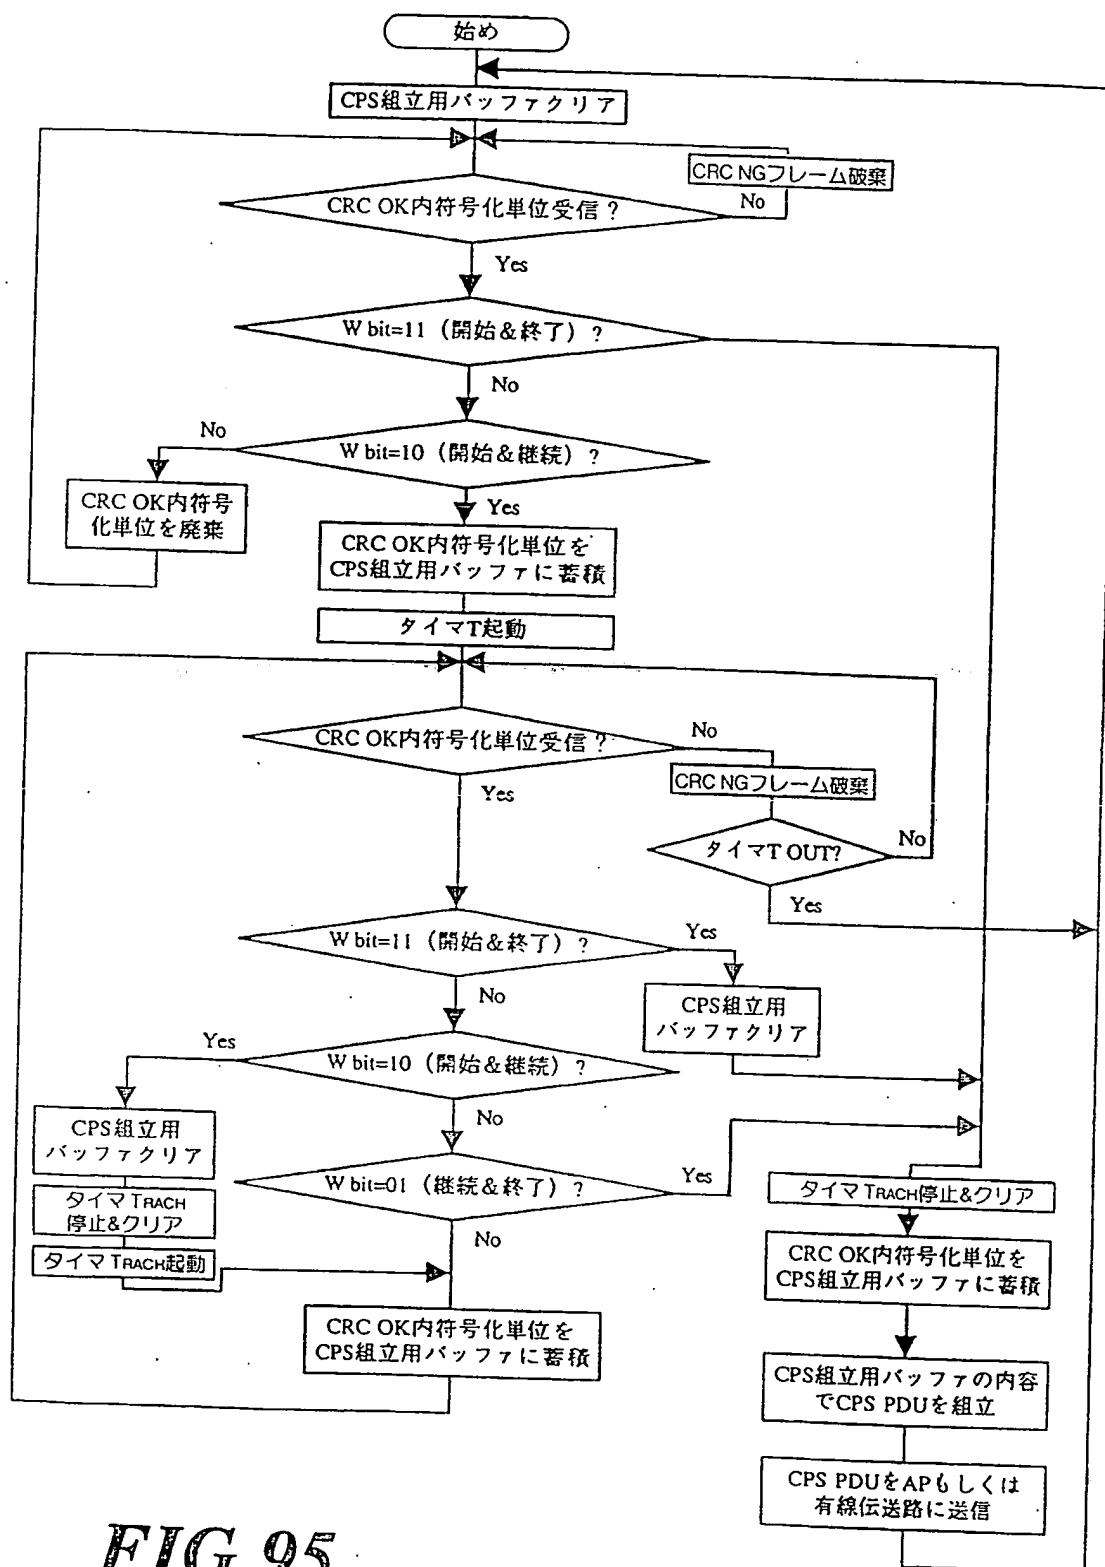 始め
CPS組立用バッファクリア
CRC NGフレーム破棄
CRC OK内符号化単位受信？
No
Yes
W bit=11（開始&終了）？
No
No
W bit=10（開始&継続）？
Yes
CRC OK内符号
化単位を廃棄
CRC OK内符号化単位を
CPS組立用バッファに蓄積
タイマT起動
CRC OK内符号化単位受信？
No
CRC NGフレーム破棄
Yes
タイマT OUT?
No
Yes
W bit=11（開始&終了）？
Yes
No
CPS組立用
バッファクリア
Yes
W bit=10（開始&継続）？
No
CPS組立用
バッファクリア
W bit=01（継続&終了）？
Yes
タイマ TRACH
停止&クリア
タイマ TRACH停止&クリア
No
タイマ TRACH起動
CRC OK内符号化単位を
CPS組立用バッファに蓄積
CRC OK内符号化単位を
CPS組立用バッファに蓄積
CPS組立用バッファの内容
でCPS PDUを組立
CPS PDUをAPもしくは
有線伝送路に送信
FIG.95